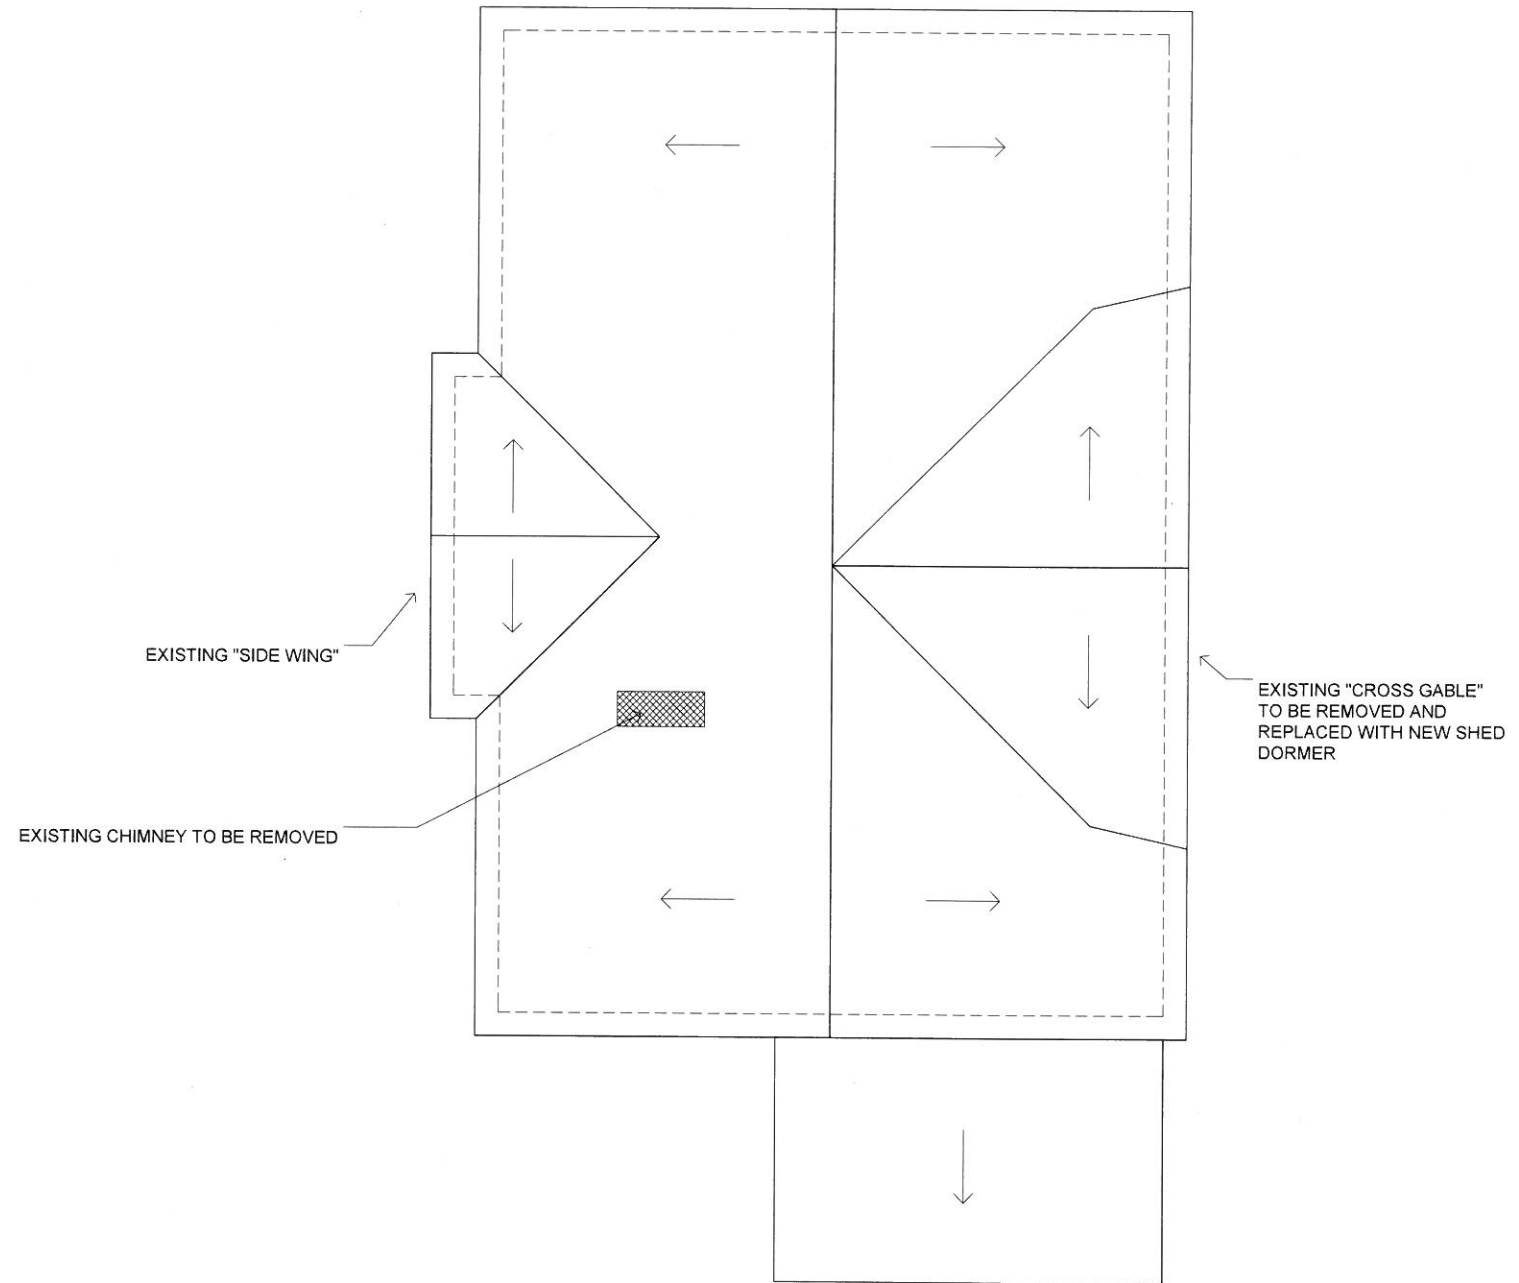 EXISTING "SIDE WING"
EXISTING "CROSS GABLE"
TO BE REMOVED AND
REPLACED WITH NEW SHED
DORMER
EXISTING CHIMNEY TO BE REMOVED